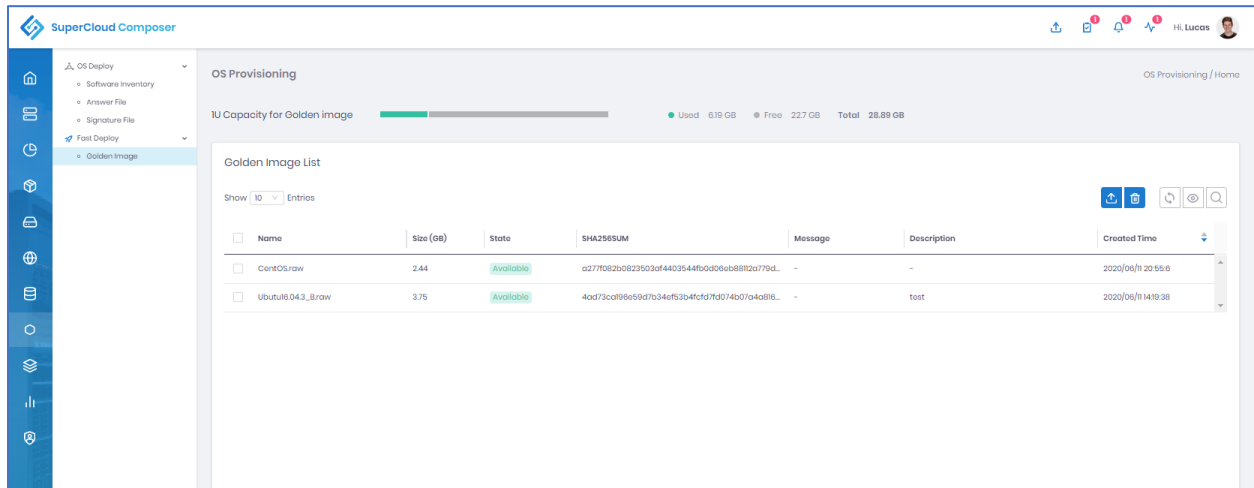 SuperCloud Composer
1 1 1 Hi, Lucas
OS Deploy
Software Inventory
Answer File
Signature File
Fast Deploy
Golden Image
OS Provisioning
OS Provisioning / Home
1U Capacity for Golden image Used 6.19 GB Free 22.7 GB Total 28.89 GB
Golden Image List
Show 10 Entries
Name Size (GB) State SHA256SUM Message Description Created Time
CentOS.raw 2.44 Available a277f082b0823503af4403544fb0d06eb88112a779d... - - 2020/06/11 20:55:6
Ubutu16.04.3_B.raw 3.75 Available 4ad73ca196e59d7b34ef53b4fcfd7fd074b07a4a816... - test 2020/06/11 14:19:38